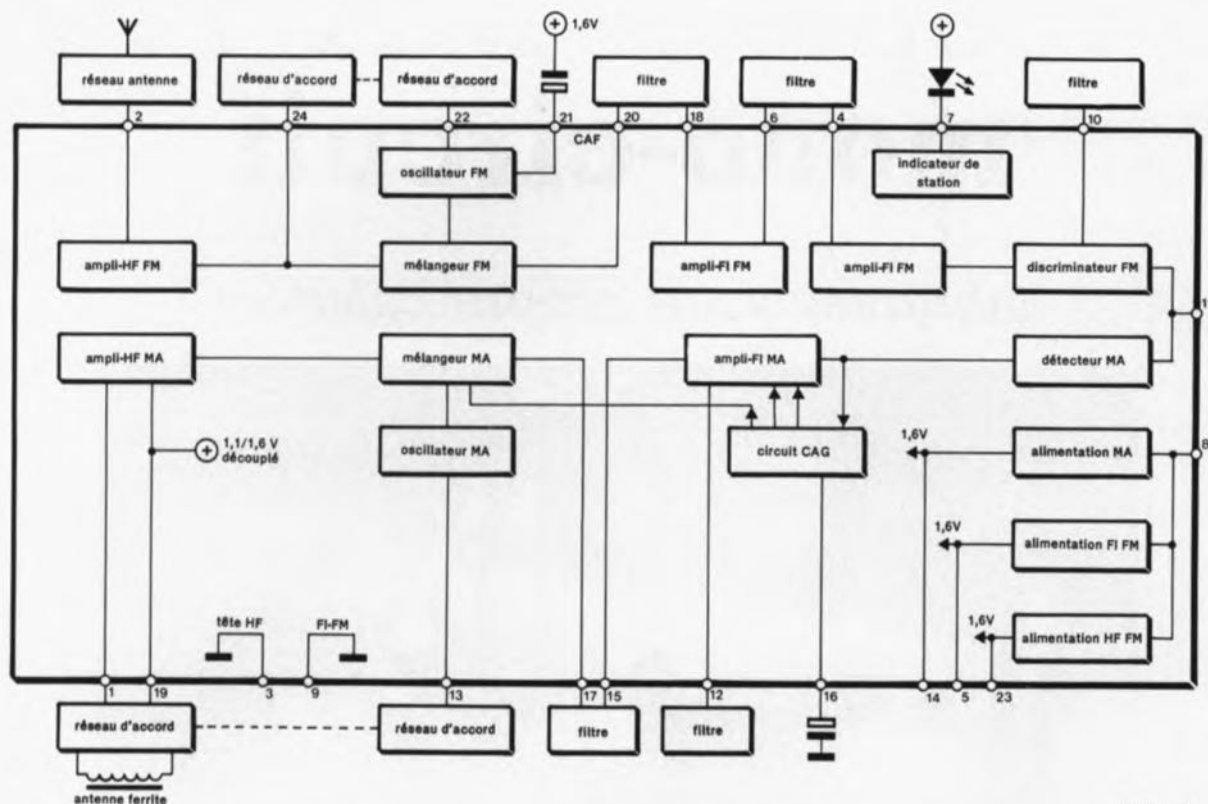 1,6V
réseau antenne
réseau d'accord
réseau d'accord
filtre
filtre
filtre
2
24
22
21
20
18
6
4
7
10
CAF
oscillateur FM
indicateur de
station
ampli-HF FM
mélangeur FM
ampli-FI FM
ampli-FI FM
discriminateur FM
1
ampli-HF MA
mélangeur MA
ampli-FI MA
détecteur MA
1,1/1,6 V
découplé
oscillateur MA
circuit CAG
1,6V
alimentation MA
8
1,6V
alimentation FI FM
tête HF
FI-FM
1,6V
alimentation HF FM
1
19
3
9
13
17
15
12
16
14
5
23
réseau d'accord
réseau d'accord
filtre
filtre
antenne ferrite